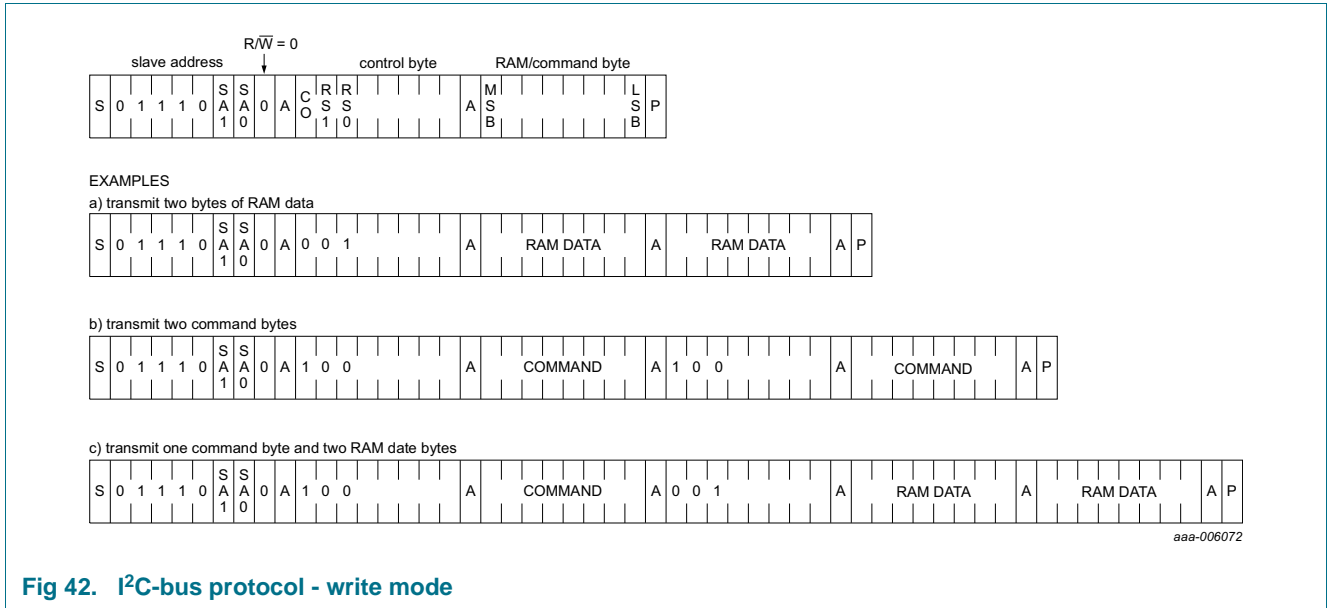 R/W = 0
slave address control byte RAM/command byte
S 0 1 1 1 0 SA1 SA0 0 A CO RS1 RS0 A MSB LSB P
EXAMPLES
a) transmit two bytes of RAM data
S 0 1 1 1 0 SA1 SA0 0 A 0 0 1 A RAM DATA A RAM DATA A P
b) transmit two command bytes
S 0 1 1 1 0 SA1 SA0 0 A 1 0 0 A COMMAND A 1 0 0 A COMMAND A P
c) transmit one command byte and two RAM date bytes
S 0 1 1 1 0 SA1 SA0 0 A 1 0 0 A COMMAND A 0 0 1 A RAM DATA A RAM DATA A P
aaa-006072
Fig 42. I²C-bus protocol - write mode